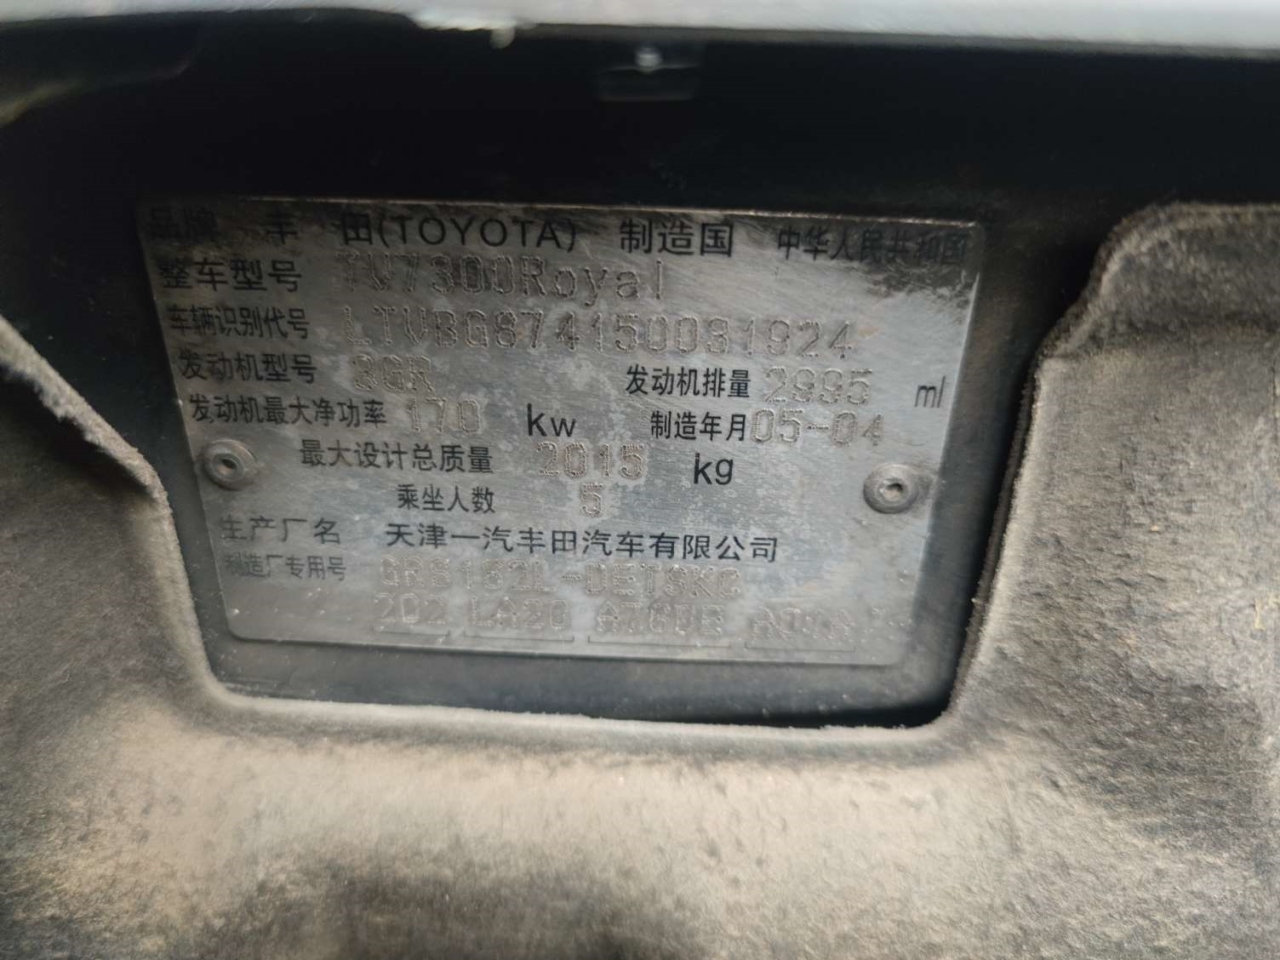 品牌 丰 田(TOYOTA) 制造国 中华人民共和国
整车型号 TV7300Royal
车辆识别代号 LTVBG874150031924
发动机型号 3GR 发动机排量 2995 ml
发动机最大净功率 170 kw 制造年月 05-04
最大设计总质量 2015 kg
乘坐人数 5
生产厂名 天津一汽丰田汽车有限公司
制造厂专用号 GRS182L-GETSKC
202 LA20